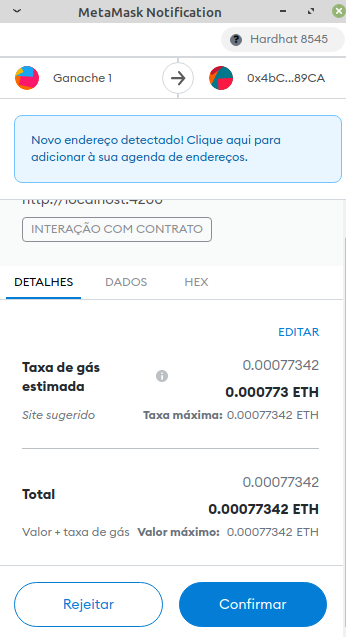 MetaMask Notification
Hardhat 8545
Ganache 1
0x4bC...89CA
Novo endereço detectado! Clique aqui para
adicionar à sua agenda de endereços.
http://localhost:4200
INTERAÇÃO COM CONTRATO
DETALHES DADOS HEX
EDITAR
Taxa de gás estimada
0.00077342
0.000773 ETH
Site sugerido
Taxa máxima: 0.00077342 ETH
Total
0.00077342
0.00077342 ETH
Valor + taxa de gás
Valor máximo: 0.00077342 ETH
Rejeitar
Confirmar